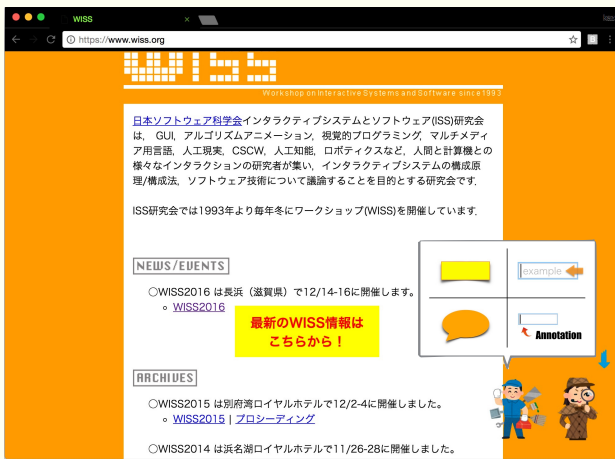 WISS
https://www.wiss.org
WISS
Workshop on Interactive Systems and Software since 1993
日本ソフトウェア科学会インタラクティブシステムとソフトウェア(ISS)研究会
は, GUI, アルゴリズムアニメーション, 視覚的プログラミング, マルチメディ
ア用言語, 人工現実, CSCW, 人工知能, ロボティクスなど, 人間と計算機との
様々なインタラクションの研究者が集い, インタラクティブシステムの構成原
理/構成法, ソフトウェア技術について議論することを目的とする研究会です.
ISS研究会では1993年より毎年冬にワークショップ(WISS)を開催しています.
NEWS/EVENTS
○WISS2016 は長浜（滋賀県）で12/14-16に開催します。
WISS2016
最新のWISS情報は
こちらから！
example
Annotation
ARCHIVES
○WISS2015 は別府湾ロイヤルホテルで12/2-4に開催しました。
WISS2015 | プロシーディング
○WISS2014 は浜名湖ロイヤルホテルで11/26-28に開催しました。